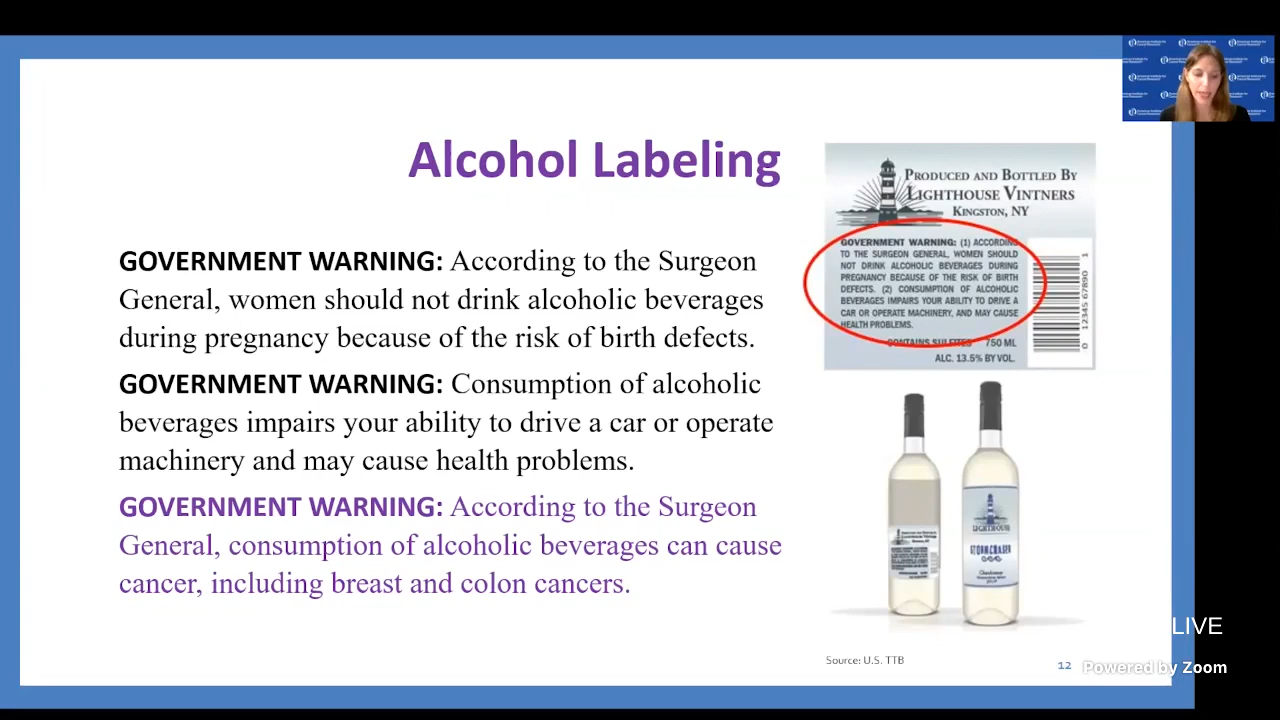 Alcohol Labeling
GOVERNMENT WARNING: According to the Surgeon
General, women should not drink alcoholic beverages
during pregnancy because of the risk of birth defects.
GOVERNMENT WARNING: Consumption of alcoholic
beverages impairs your ability to drive a car or operate
machinery and may cause health problems.
GOVERNMENT WARNING: According to the Surgeon
General, consumption of alcoholic beverages can cause
cancer, including breast and colon cancers.
PRODUCED AND BOTTLED BY
LIGHTHOUSE VINTNERS
KINGSTON, NY
GOVERNMENT WARNING: (1) ACCORDING
TO THE SURGEON GENERAL, WOMEN SHOULD
NOT DRINK ALCOHOLIC BEVERAGES DURING
PREGNANCY BECAUSE OF THE RISK OF BIRTH
DEFECTS. (2) CONSUMPTION OF ALCOHOLIC
BEVERAGES IMPAIRS YOUR ABILITY TO DRIVE A
CAR OR OPERATE MACHINERY, AND MAY CAUSE
HEALTH PROBLEMS.
CONTAINS SULFITES 750 ML
ALC. 13.5% BY VOL.
0 12345 67890 1
LIGHTHOUSE
Chardonnay
Source: U.S. TTB
12
LIVE
Powered by Zoom